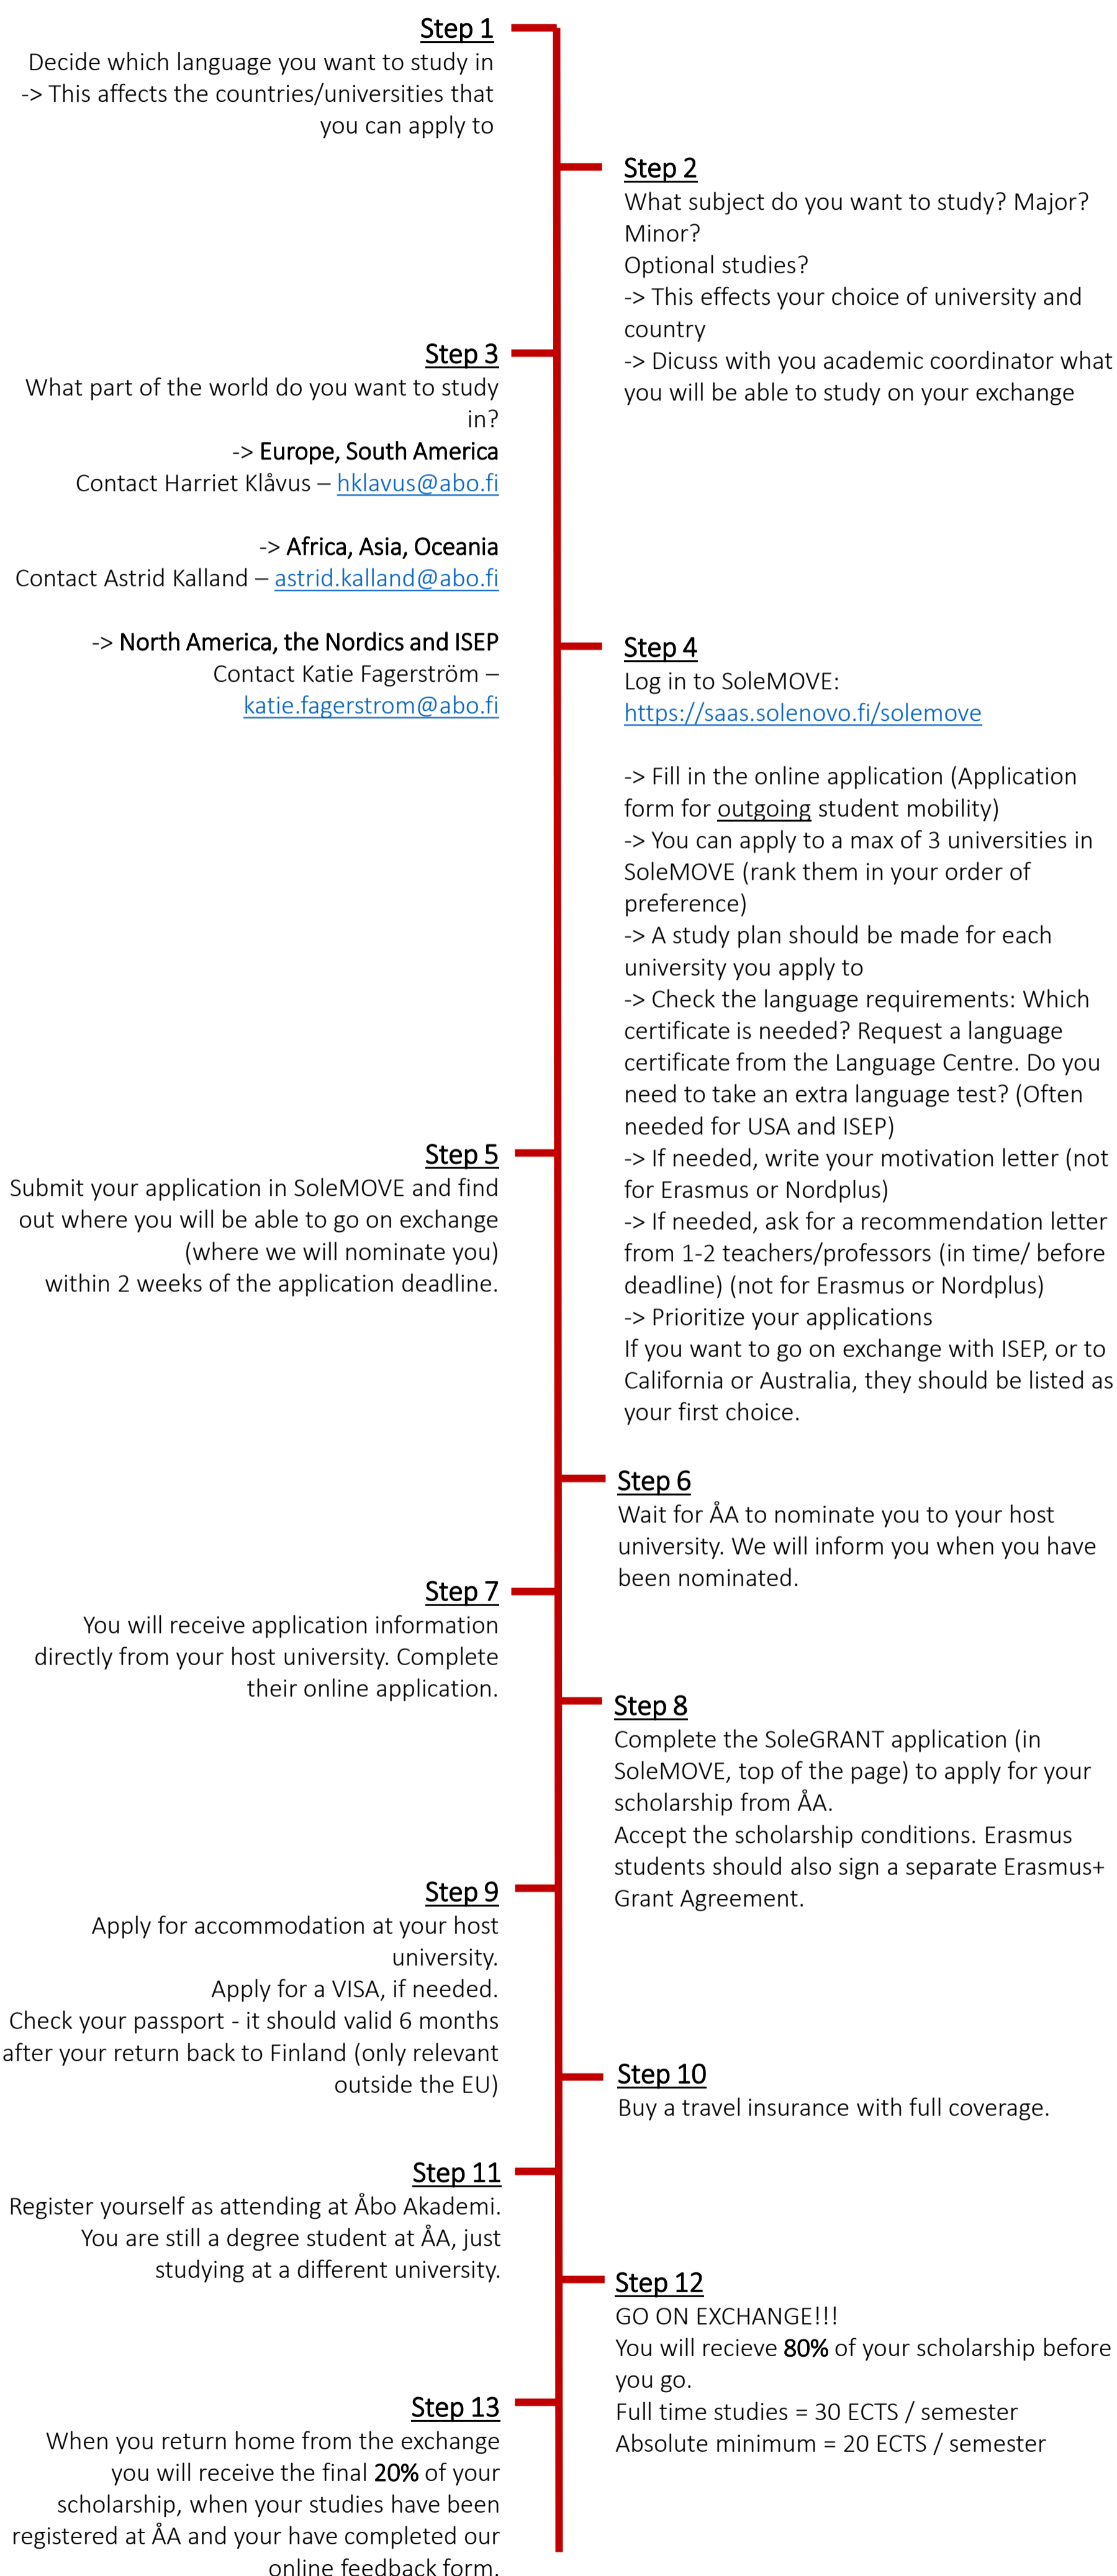 Step 1
Decide which language you want to study in
-> This affects the countries/universities that
you can apply to
Step 2
What subject do you want to study? Major?
Minor?
Optional studies?
-> This effects your choice of university and
country
-> Dicuss with you academic coordinator what
you will be able to study on your exchange
Step 3
What part of the world do you want to study
in?
-> Europe, South America
Contact Harriet Klåvus – hklavus@abo.fi
-> Africa, Asia, Oceania
Contact Astrid Kalland – astrid.kalland@abo.fi
-> North America, the Nordics and ISEP
Contact Katie Fagerström –
katie.fagerstrom@abo.fi
Step 4
Log in to SoleMOVE:
https://saas.solenovo.fi/solemove
-> Fill in the online application (Application
form for outgoing student mobility)
-> You can apply to a max of 3 universities in
SoleMOVE (rank them in your order of
preference)
-> A study plan should be made for each
university you apply to
-> Check the language requirements: Which
certificate is needed? Request a language
certificate from the Language Centre. Do you
need to take an extra language test? (Often
needed for USA and ISEP)
-> If needed, write your motivation letter (not
for Erasmus or Nordplus)
-> If needed, ask for a recommendation letter
from 1-2 teachers/professors (in time/ before
deadline) (not for Erasmus or Nordplus)
-> Prioritize your applications
If you want to go on exchange with ISEP, or to
California or Australia, they should be listed as
your first choice.
Step 5
Submit your application in SoleMOVE and find
out where you will be able to go on exchange
(where we will nominate you)
within 2 weeks of the application deadline.
Step 6
Wait for ÅA to nominate you to your host
university. We will inform you when you have
been nominated.
Step 7
You will receive application information
directly from your host university. Complete
their online application.
Step 8
Complete the SoleGRANT application (in
SoleMOVE, top of the page) to apply for your
scholarship from ÅA.
Accept the scholarship conditions. Erasmus
students should also sign a separate Erasmus+
Grant Agreement.
Step 9
Apply for accommodation at your host
university.
Apply for a VISA, if needed.
Check your passport - it should valid 6 months
after your return back to Finland (only relevant
outside the EU)
Step 10
Buy a travel insurance with full coverage.
Step 11
Register yourself as attending at Åbo Akademi.
You are still a degree student at ÅA, just
studying at a different university.
Step 12
GO ON EXCHANGE!!!
You will recieve 80% of your scholarship before
you go.
Full time studies = 30 ECTS / semester
Absolute minimum = 20 ECTS / semester
Step 13
When you return home from the exchange
you will receive the final 20% of your
scholarship, when your studies have been
registered at ÅA and your have completed our
online feedback form.